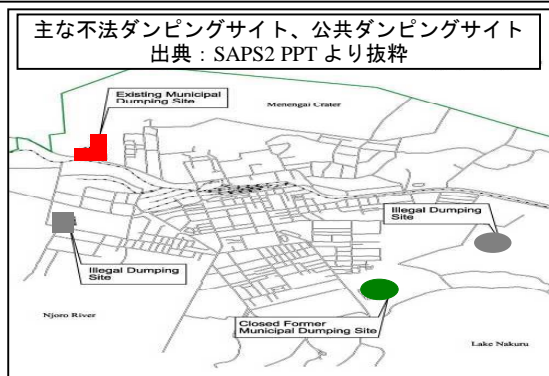 主な不法ダンピングサイト、公共ダンピングサイト
出典：SAPS2 PPT より抜粋
Existing Municipal
Dumping Site
Menengai Crater
Illegal Dumping
Site
Illegal Dumping
Site
Njoro River
Closed Former
Municipal Dumping Site
Lake Nakuru